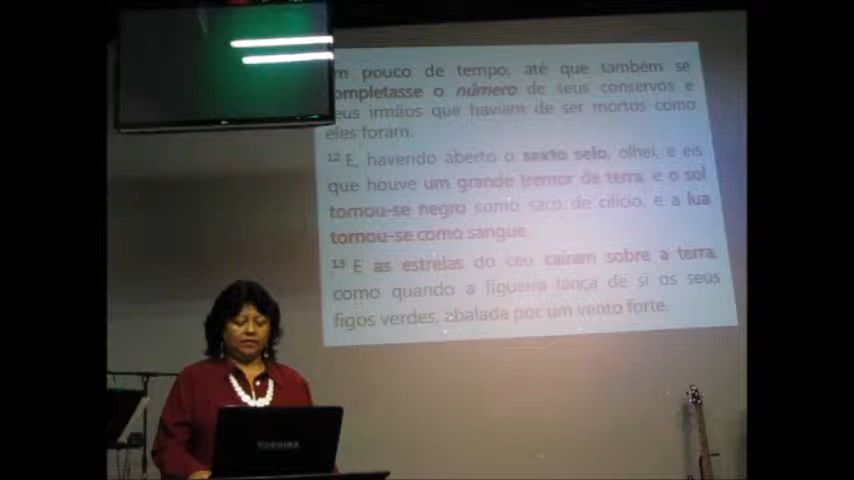 m pouco de tempo, até que também se
ompletasse o número de seus conservos e
eus irmãos que haviam de ser mortos como
eles foram.
12 E, havendo aberto o sexto selo, olhei, e eis
que houve um grande tremor de terra, e o sol
tornou-se negro como saco de cilício, e a lua
tornou-se como sangue.
13 E as estrelas do céu caíram sobre a terra,
como quando a figueira lança de si os seus
figos verdes, abalada por um vento forte.
TOSHIBA